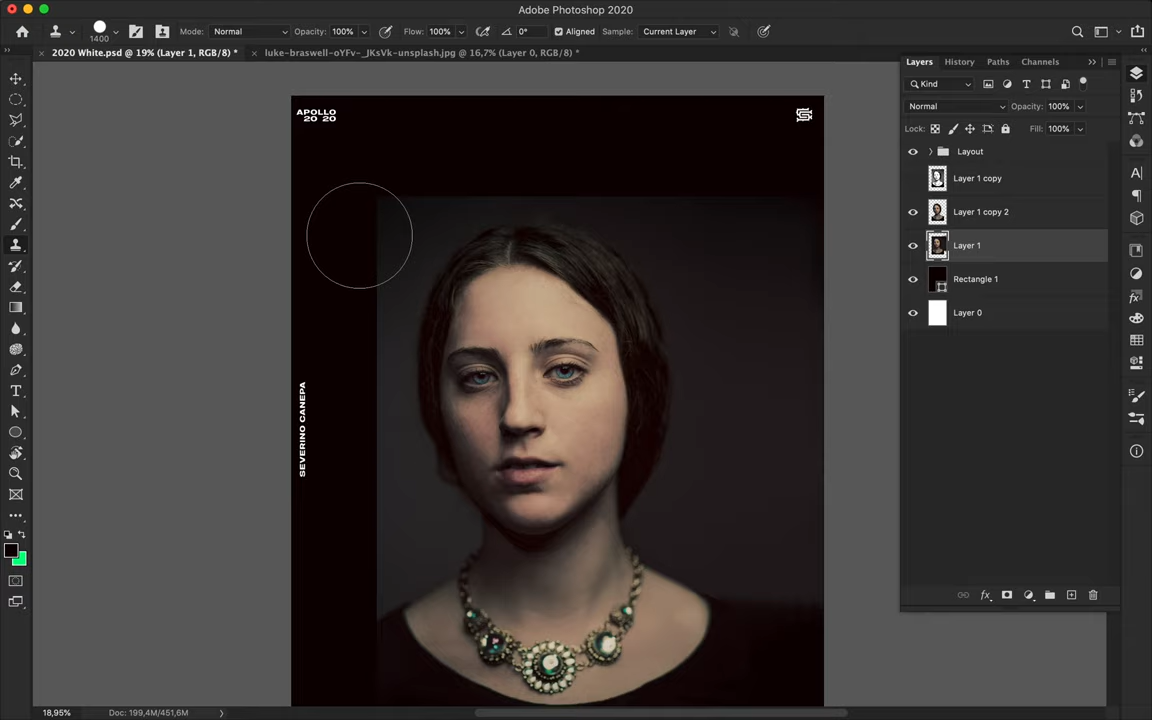 Adobe Photoshop 2020
1400
Mode: Normal
Opacity: 100%
Flow: 100%
0°
Aligned
Sample: Current Layer
2020 White.psd @ 19% (Layer 1, RGB/8) *
luke-braswell-oYFv-_JKsVk-unsplash.jpg @ 16,7% (Layer 0, RGB/8) *
Layers
History
Paths
Channels
Kind
Normal
Opacity: 100%
Lock:
Fill: 100%
Layout
Layer 1 copy
Layer 1 copy 2
Layer 1
Rectangle 1
Layer 0
APOLLO
20 20
SEVERINO CANEPA
18,95%
Doc: 199,4M/451,6M